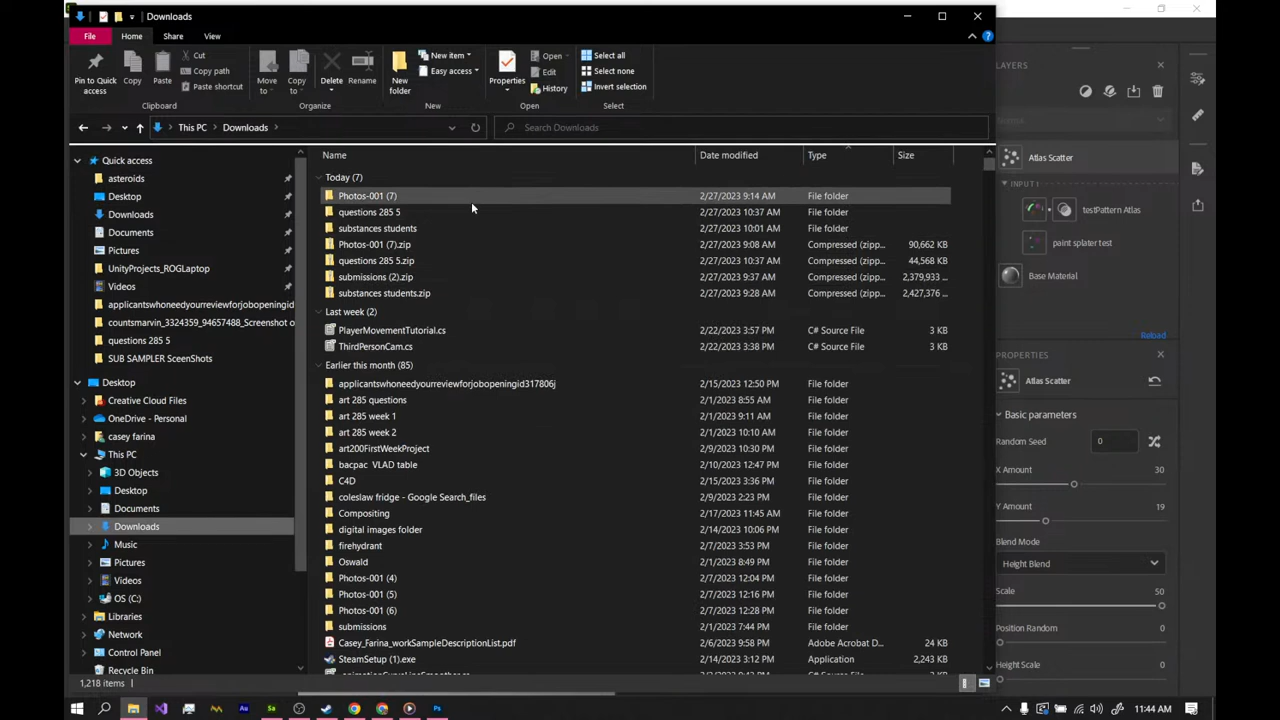 Downloads
File
Home
Share
View
Pin to Quick access
Copy
Paste
Cut
Copy path
Paste shortcut
Clipboard
Move to
Copy to
Delete
Rename
Organize
New folder
New item
Easy access
New
Properties
Open
Edit
History
Open
Select all
Select none
Invert selection
Select
This PC
Downloads
Search Downloads
Name
Date modified
Type
Size
Quick access
asteroids
Desktop
Downloads
Documents
Pictures
UnityProjects_ROGLaptop
Videos
applicantswhoneedyourreviewforjobopeningid
countsmarvin_3324359_94657488_Screenshot o
questions 285 5
SUB SAMPLER SceenShots
Desktop
Creative Cloud Files
OneDrive - Personal
casey farina
This PC
3D Objects
Desktop
Documents
Downloads
Music
Pictures
Videos
OS (C:)
Libraries
Network
Control Panel
Recycle Bin
Today (7)
Photos-001 (7) 2/27/2023 9:14 AM File folder
questions 285 5 2/27/2023 10:37 AM File folder
substances students 2/27/2023 10:01 AM File folder
Photos-001 (7).zip 2/27/2023 9:08 AM Compressed (zipp... 90,662 KB
questions 285 5.zip 2/27/2023 10:37 AM Compressed (zipp... 44,568 KB
submissions (2).zip 2/27/2023 9:37 AM Compressed (zipp... 2,379,933 ...
substances students.zip 2/27/2023 9:28 AM Compressed (zipp... 2,427,376 ...
Last week (2)
PlayerMovementTutorial.cs 2/22/2023 3:57 PM C# Source File 3 KB
ThirdPersonCam.cs 2/22/2023 3:38 PM C# Source File 3 KB
Earlier this month (85)
applicantswhoneedyourreviewforjobopeningid317806j 2/15/2023 12:50 PM File folder
art 285 questions 2/1/2023 8:55 AM File folder
art 285 week 1 2/1/2023 9:11 AM File folder
art 285 week 2 2/1/2023 10:10 AM File folder
art200FirstWeekProject 2/9/2023 10:30 PM File folder
bacpac VLAD table 2/10/2023 12:47 PM File folder
C4D 2/15/2023 3:36 PM File folder
coleslaw fridge - Google Search_files 2/9/2023 2:23 PM File folder
Compositing 2/17/2023 11:45 AM File folder
digital images folder 2/14/2023 10:06 PM File folder
firehydrant 2/7/2023 3:53 PM File folder
Oswald 2/1/2023 8:49 PM File folder
Photos-001 (4) 2/7/2023 12:04 PM File folder
Photos-001 (5) 2/7/2023 12:16 PM File folder
Photos-001 (6) 2/7/2023 12:28 PM File folder
submissions 2/1/2023 7:44 PM File folder
Casey_Farina_workSampleDescriptionList.pdf 2/6/2023 9:58 PM Adobe Acrobat D... 24 KB
SteamSetup (1).exe 2/14/2023 3:12 PM Application 2,243 KB
1,218 items
LAYERS
Normal
Atlas Scatter
INPUT 1
testPattern Atlas
paint splater test
Base Material
Reload
PROPERTIES
Atlas Scatter
Basic parameters
Random Seed 0
X Amount 30
Y Amount 19
Blend Mode
Height Blend
Scale 50
Position Random 0
Height Scale 0
11:44 AM